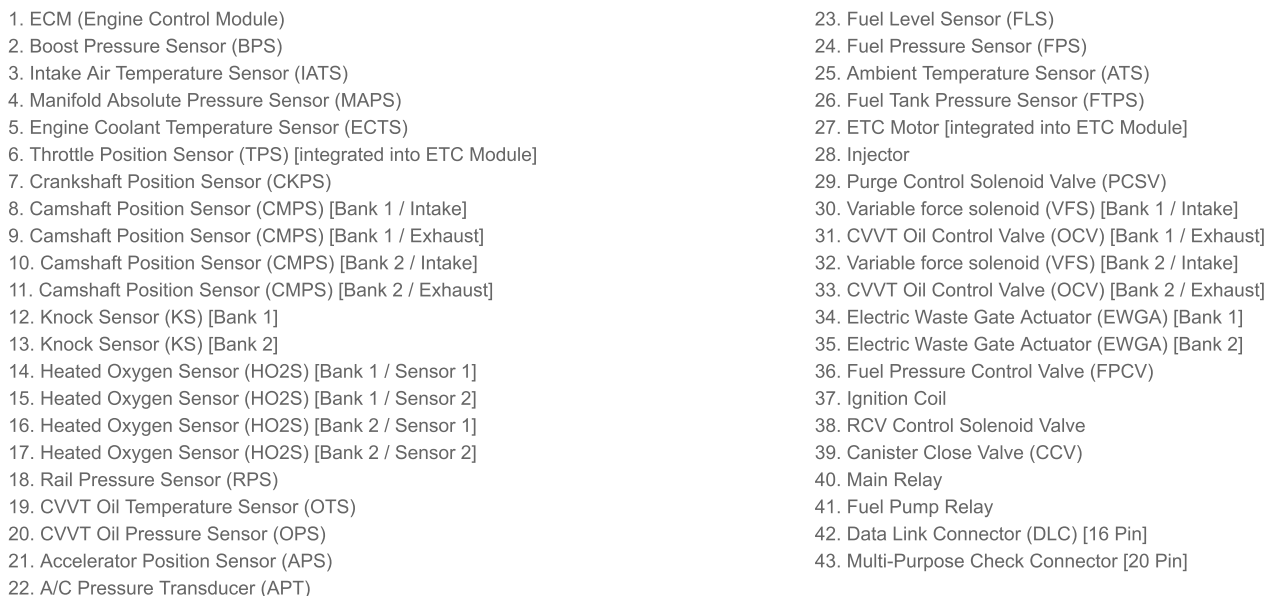 1. ECM (Engine Control Module)
2. Boost Pressure Sensor (BPS)
3. Intake Air Temperature Sensor (IATS)
4. Manifold Absolute Pressure Sensor (MAPS)
5. Engine Coolant Temperature Sensor (ECTS)
6. Throttle Position Sensor (TPS) [integrated into ETC Module]
7. Crankshaft Position Sensor (CKPS)
8. Camshaft Position Sensor (CMPS) [Bank 1 / Intake]
9. Camshaft Position Sensor (CMPS) [Bank 1 / Exhaust]
10. Camshaft Position Sensor (CMPS) [Bank 2 / Intake]
11. Camshaft Position Sensor (CMPS) [Bank 2 / Exhaust]
12. Knock Sensor (KS) [Bank 1]
13. Knock Sensor (KS) [Bank 2]
14. Heated Oxygen Sensor (HO2S) [Bank 1 / Sensor 1]
15. Heated Oxygen Sensor (HO2S) [Bank 1 / Sensor 2]
16. Heated Oxygen Sensor (HO2S) [Bank 2 / Sensor 1]
17. Heated Oxygen Sensor (HO2S) [Bank 2 / Sensor 2]
18. Rail Pressure Sensor (RPS)
19. CVVT Oil Temperature Sensor (OTS)
20. CVVT Oil Pressure Sensor (OPS)
21. Accelerator Position Sensor (APS)
22. A/C Pressure Transducer (APT)
23. Fuel Level Sensor (FLS)
24. Fuel Pressure Sensor (FPS)
25. Ambient Temperature Sensor (ATS)
26. Fuel Tank Pressure Sensor (FTPS)
27. ETC Motor [integrated into ETC Module]
28. Injector
29. Purge Control Solenoid Valve (PCSV)
30. Variable force solenoid (VFS) [Bank 1 / Intake]
31. CVVT Oil Control Valve (OCV) [Bank 1 / Exhaust]
32. Variable force solenoid (VFS) [Bank 2 / Intake]
33. CVVT Oil Control Valve (OCV) [Bank 2 / Exhaust]
34. Electric Waste Gate Actuator (EWGA) [Bank 1]
35. Electric Waste Gate Actuator (EWGA) [Bank 2]
36. Fuel Pressure Control Valve (FPCV)
37. Ignition Coil
38. RCV Control Solenoid Valve
39. Canister Close Valve (CCV)
40. Main Relay
41. Fuel Pump Relay
42. Data Link Connector (DLC) [16 Pin]
43. Multi-Purpose Check Connector [20 Pin]